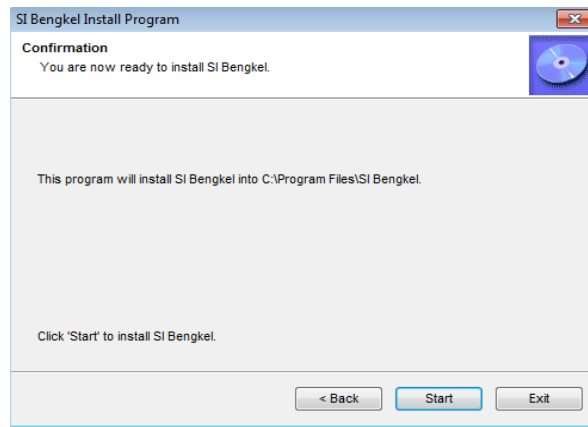 SI Bengkel Install Program
Confirmation
You are now ready to install SI Bengkel.
This program will install SI Bengkel into C:\Program Files\SI Bengkel.
Click 'Start' to install SI Bengkel.
< Back Start Exit